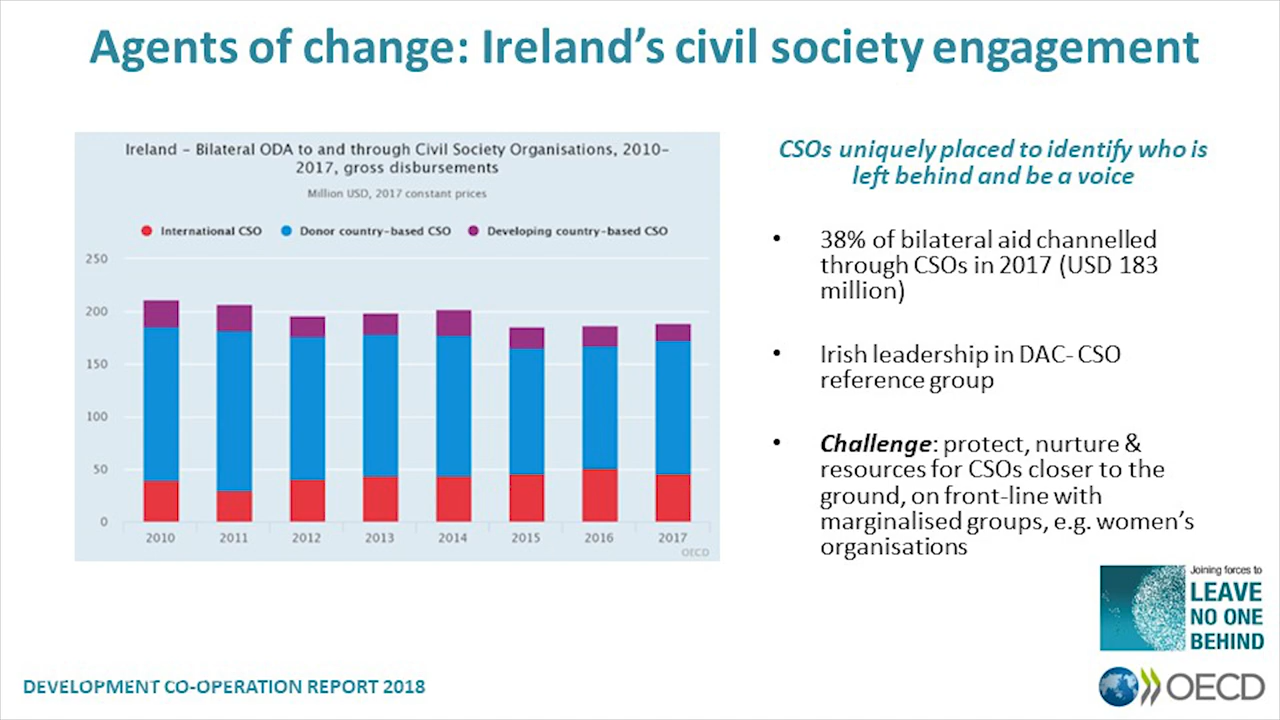 Agents of change: Ireland's civil society engagement
Ireland – Bilateral ODA to and through Civil Society Organisations, 2010–
2017, gross disbursements
Million USD, 2017 constant prices
International CSO
Donor country-based CSO
Developing country-based CSO
250
200
150
100
50
0
2010
2011
2012
2013
2014
2015
2016
2017
OECD
CSOs uniquely placed to identify who is
left behind and be a voice
• 38% of bilateral aid channelled
through CSOs in 2017 (USD 183
million)
• Irish leadership in DAC- CSO
reference group
• Challenge: protect, nurture &
resources for CSOs closer to the
ground, on front-line with
marginalised groups, e.g. women's
organisations
Joining forces to
LEAVE
NO ONE
BEHIND
DEVELOPMENT CO-OPERATION REPORT 2018
OECD